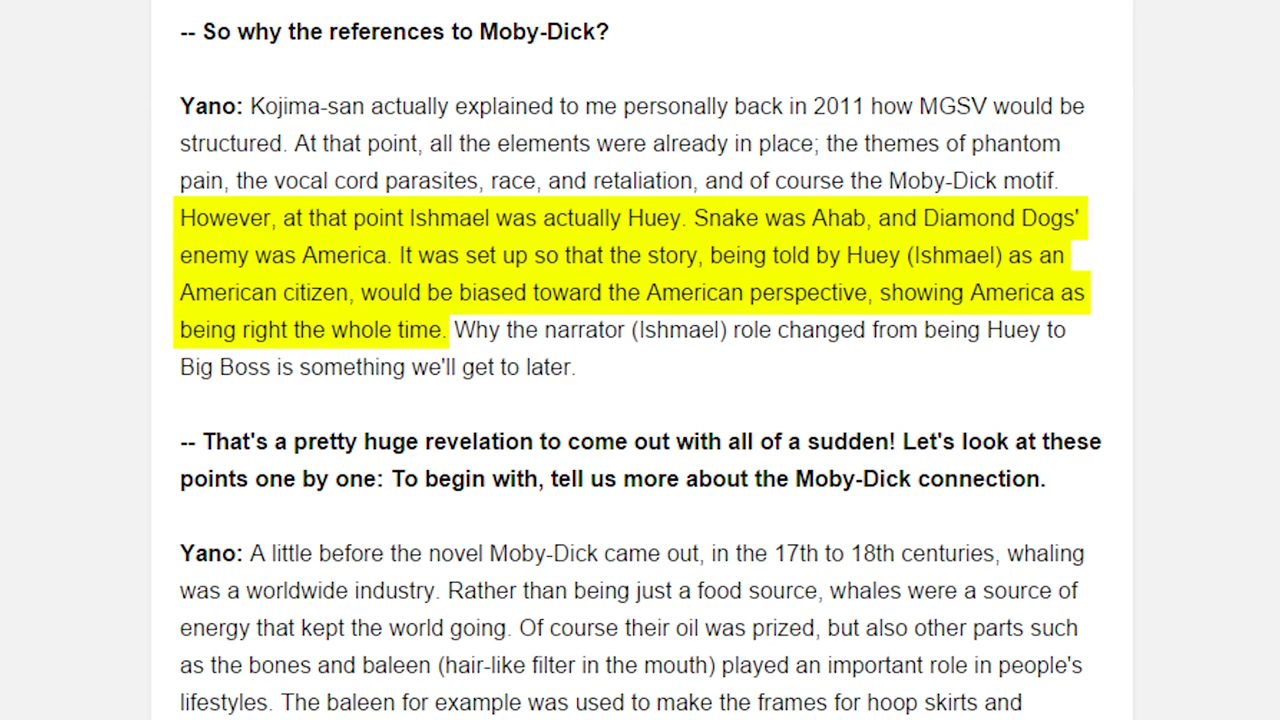 -- So why the references to Moby-Dick?
Yano: Kojima-san actually explained to me personally back in 2011 how MGSV would be
structured. At that point, all the elements were already in place; the themes of phantom
pain, the vocal cord parasites, race, and retaliation, and of course the Moby-Dick motif.
However, at that point Ishmael was actually Huey. Snake was Ahab, and Diamond Dogs'
enemy was America. It was set up so that the story, being told by Huey (Ishmael) as an
American citizen, would be biased toward the American perspective, showing America as
being right the whole time. Why the narrator (Ishmael) role changed from being Huey to
Big Boss is something we'll get to later.
-- That's a pretty huge revelation to come out with all of a sudden! Let's look at these
points one by one: To begin with, tell us more about the Moby-Dick connection.
Yano: A little before the novel Moby-Dick came out, in the 17th to 18th centuries, whaling
was a worldwide industry. Rather than being just a food source, whales were a source of
energy that kept the world going. Of course their oil was prized, but also other parts such
as the bones and baleen (hair-like filter in the mouth) played an important role in people's
lifestyles. The baleen for example was used to make the frames for hoop skirts and